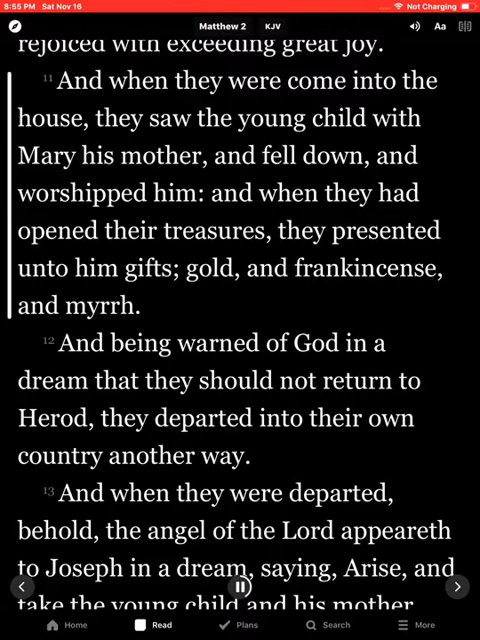 8:55 PM Sat Nov 16 Not Charging
Matthew 2 KJV Aa
rejoiced with exceeding great joy.
11 And when they were come into the
house, they saw the young child with
Mary his mother, and fell down, and
worshipped him: and when they had
opened their treasures, they presented
unto him gifts; gold, and frankincense,
and myrrh.
12 And being warned of God in a
dream that they should not return to
Herod, they departed into their own
country another way.
13 And when they were departed,
behold, the angel of the Lord appeareth
to Joseph in a dream, saying, Arise, and
take the young child and his mother,
Home Read Plans Search More